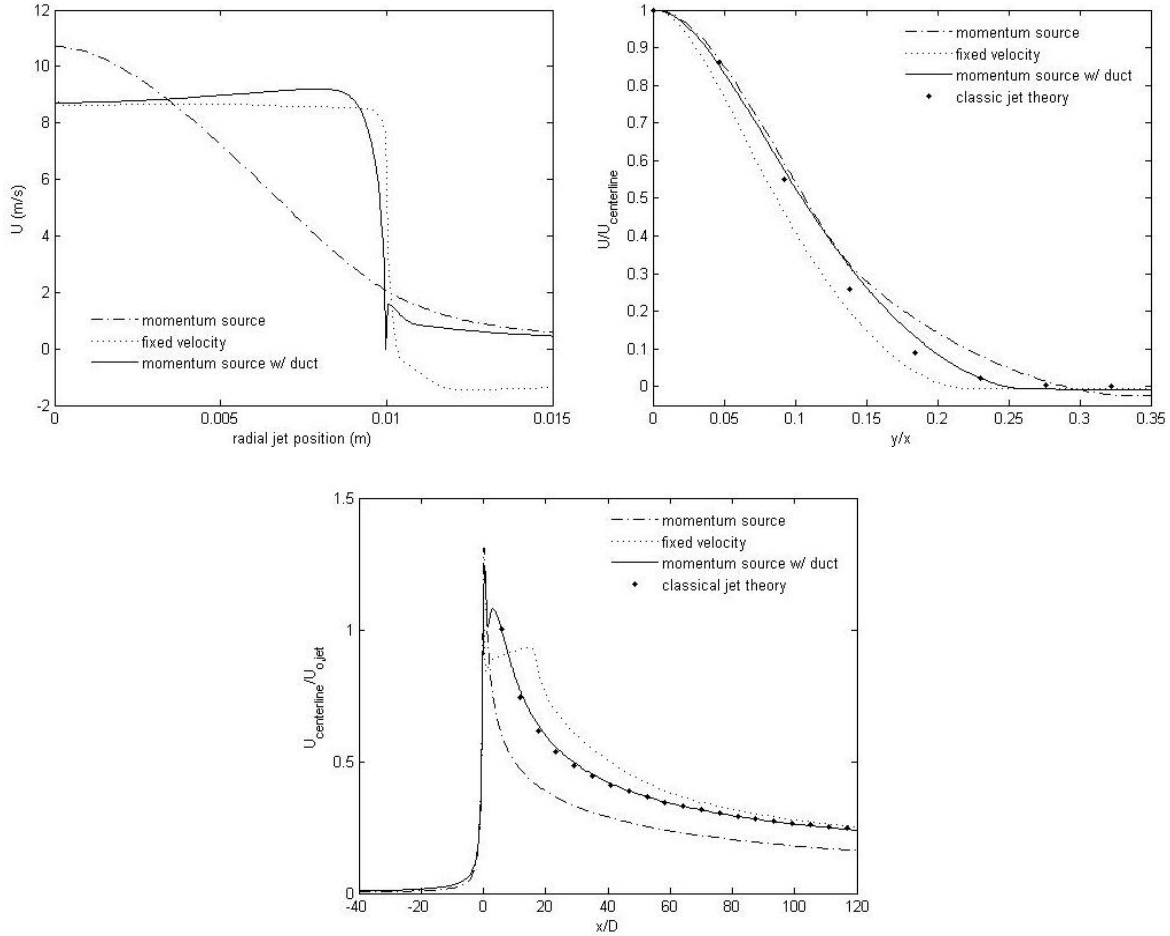 12
10
8
6
4
2
0
-2
U (m/s)
momentum source
fixed velocity
momentum source w/ duct
0
0.005
0.01
0.015
radial jet position (m)
1
0.9
0.8
0.7
0.6
0.5
0.4
0.3
0.2
0.1
0
U/U_centerline
momentum source
fixed velocity
momentum source w/ duct
classic jet theory
0
0.05
0.1
0.15
0.2
0.25
0.3
0.35
y/x
1.5
1
0.5
0
U_centerline/U_o,jet
momentum source
fixed velocity
momentum source w/ duct
classical jet theory
-40
-20
0
20
40
60
80
100
120
x/D